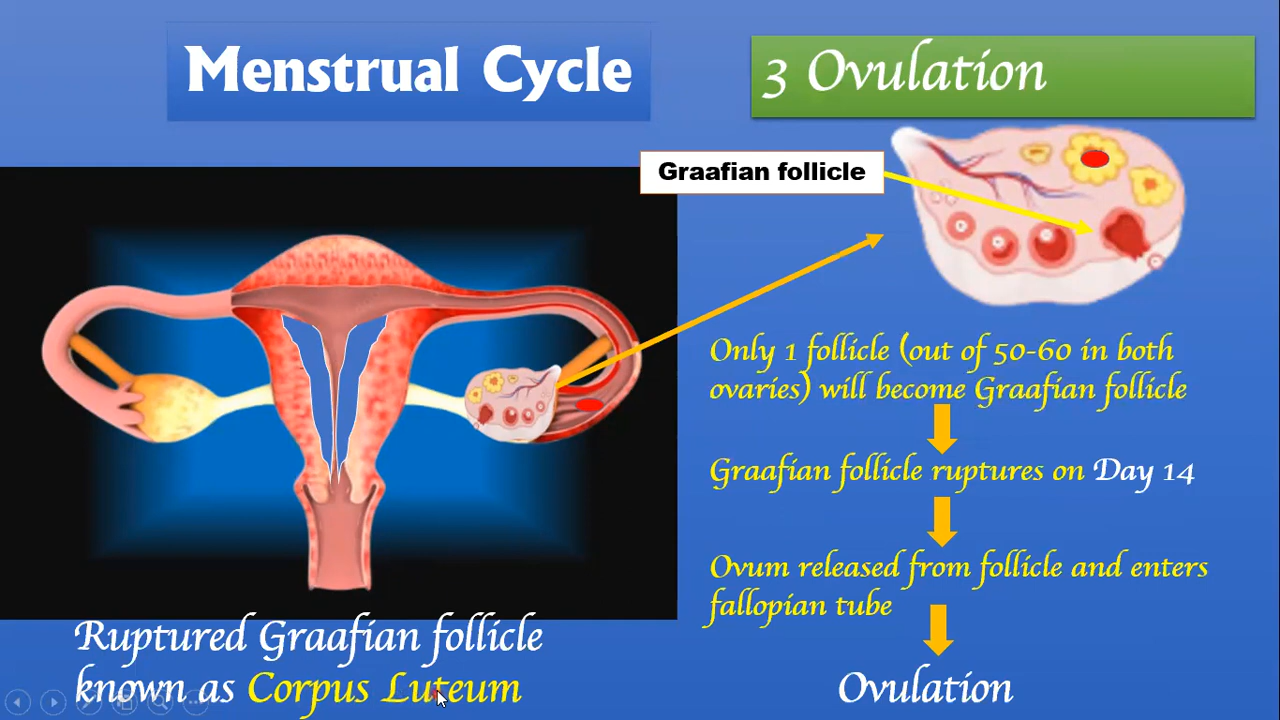 Menstrual Cycle
3 Ovulation
Graafian follicle
Only 1 follicle (out of 50-60 in both
ovaries) will become Graafian follicle
Graafian follicle ruptures on Day 14
Ovum released from follicle and enters
fallopian tube
Ovulation
Ruptured Graafian follicle
known as Corpus Luteum